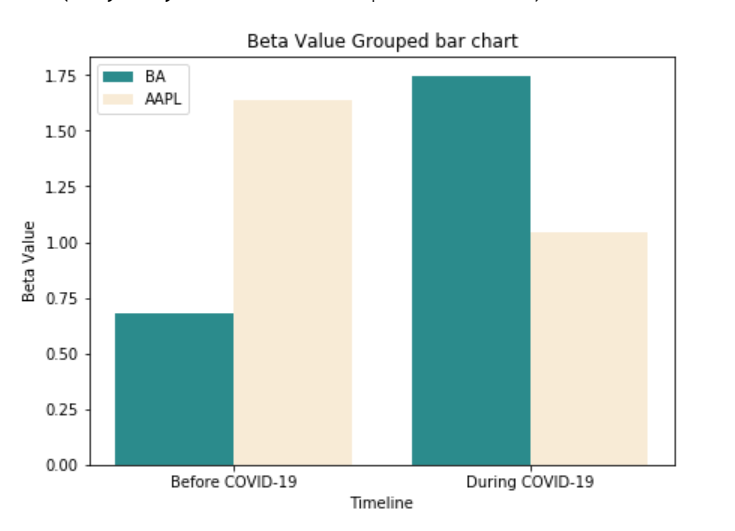 Beta Value Grouped bar chart
BA
AAPL
1.75
1.50
1.25
1.00
0.75
0.50
0.25
0.00
Beta Value
Before COVID-19
During COVID-19
Timeline